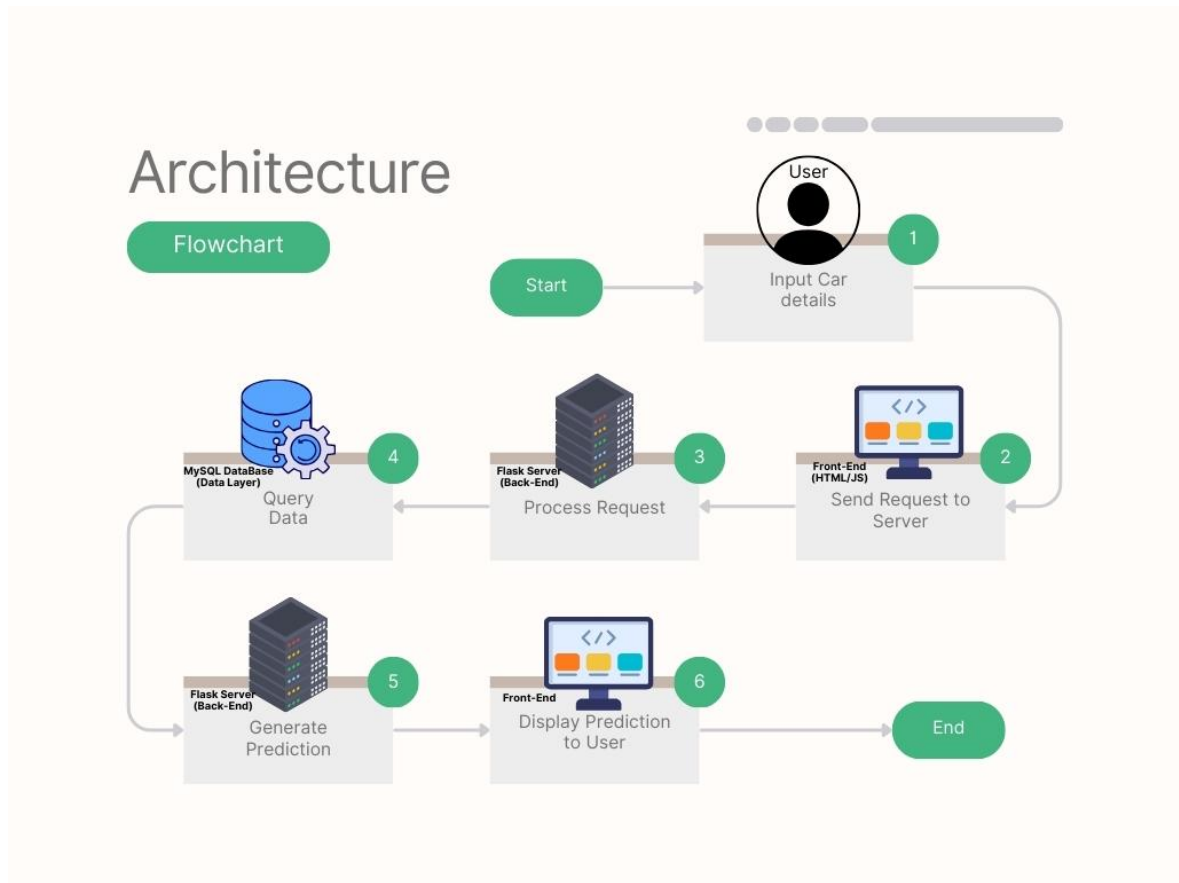 Architecture
Flowchart
Start
User
1
Input Car
details
</>
2
Front-End
(HTML/JS)
Send Request to
Server
3
Flask Server
(Back-End)
Process Request
4
MySQL DataBase
(Data Layer)
Query
Data
5
Flask Server
(Back-End)
Generate
Prediction
</>
6
Front-End
Display Prediction
to User
End